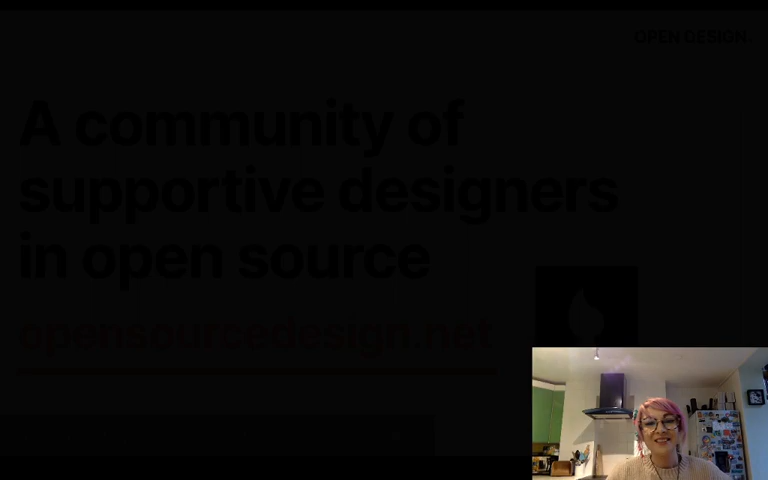 OPEN DESIGN.
A community of
supportive designers
in open source
opensourcedesign.net